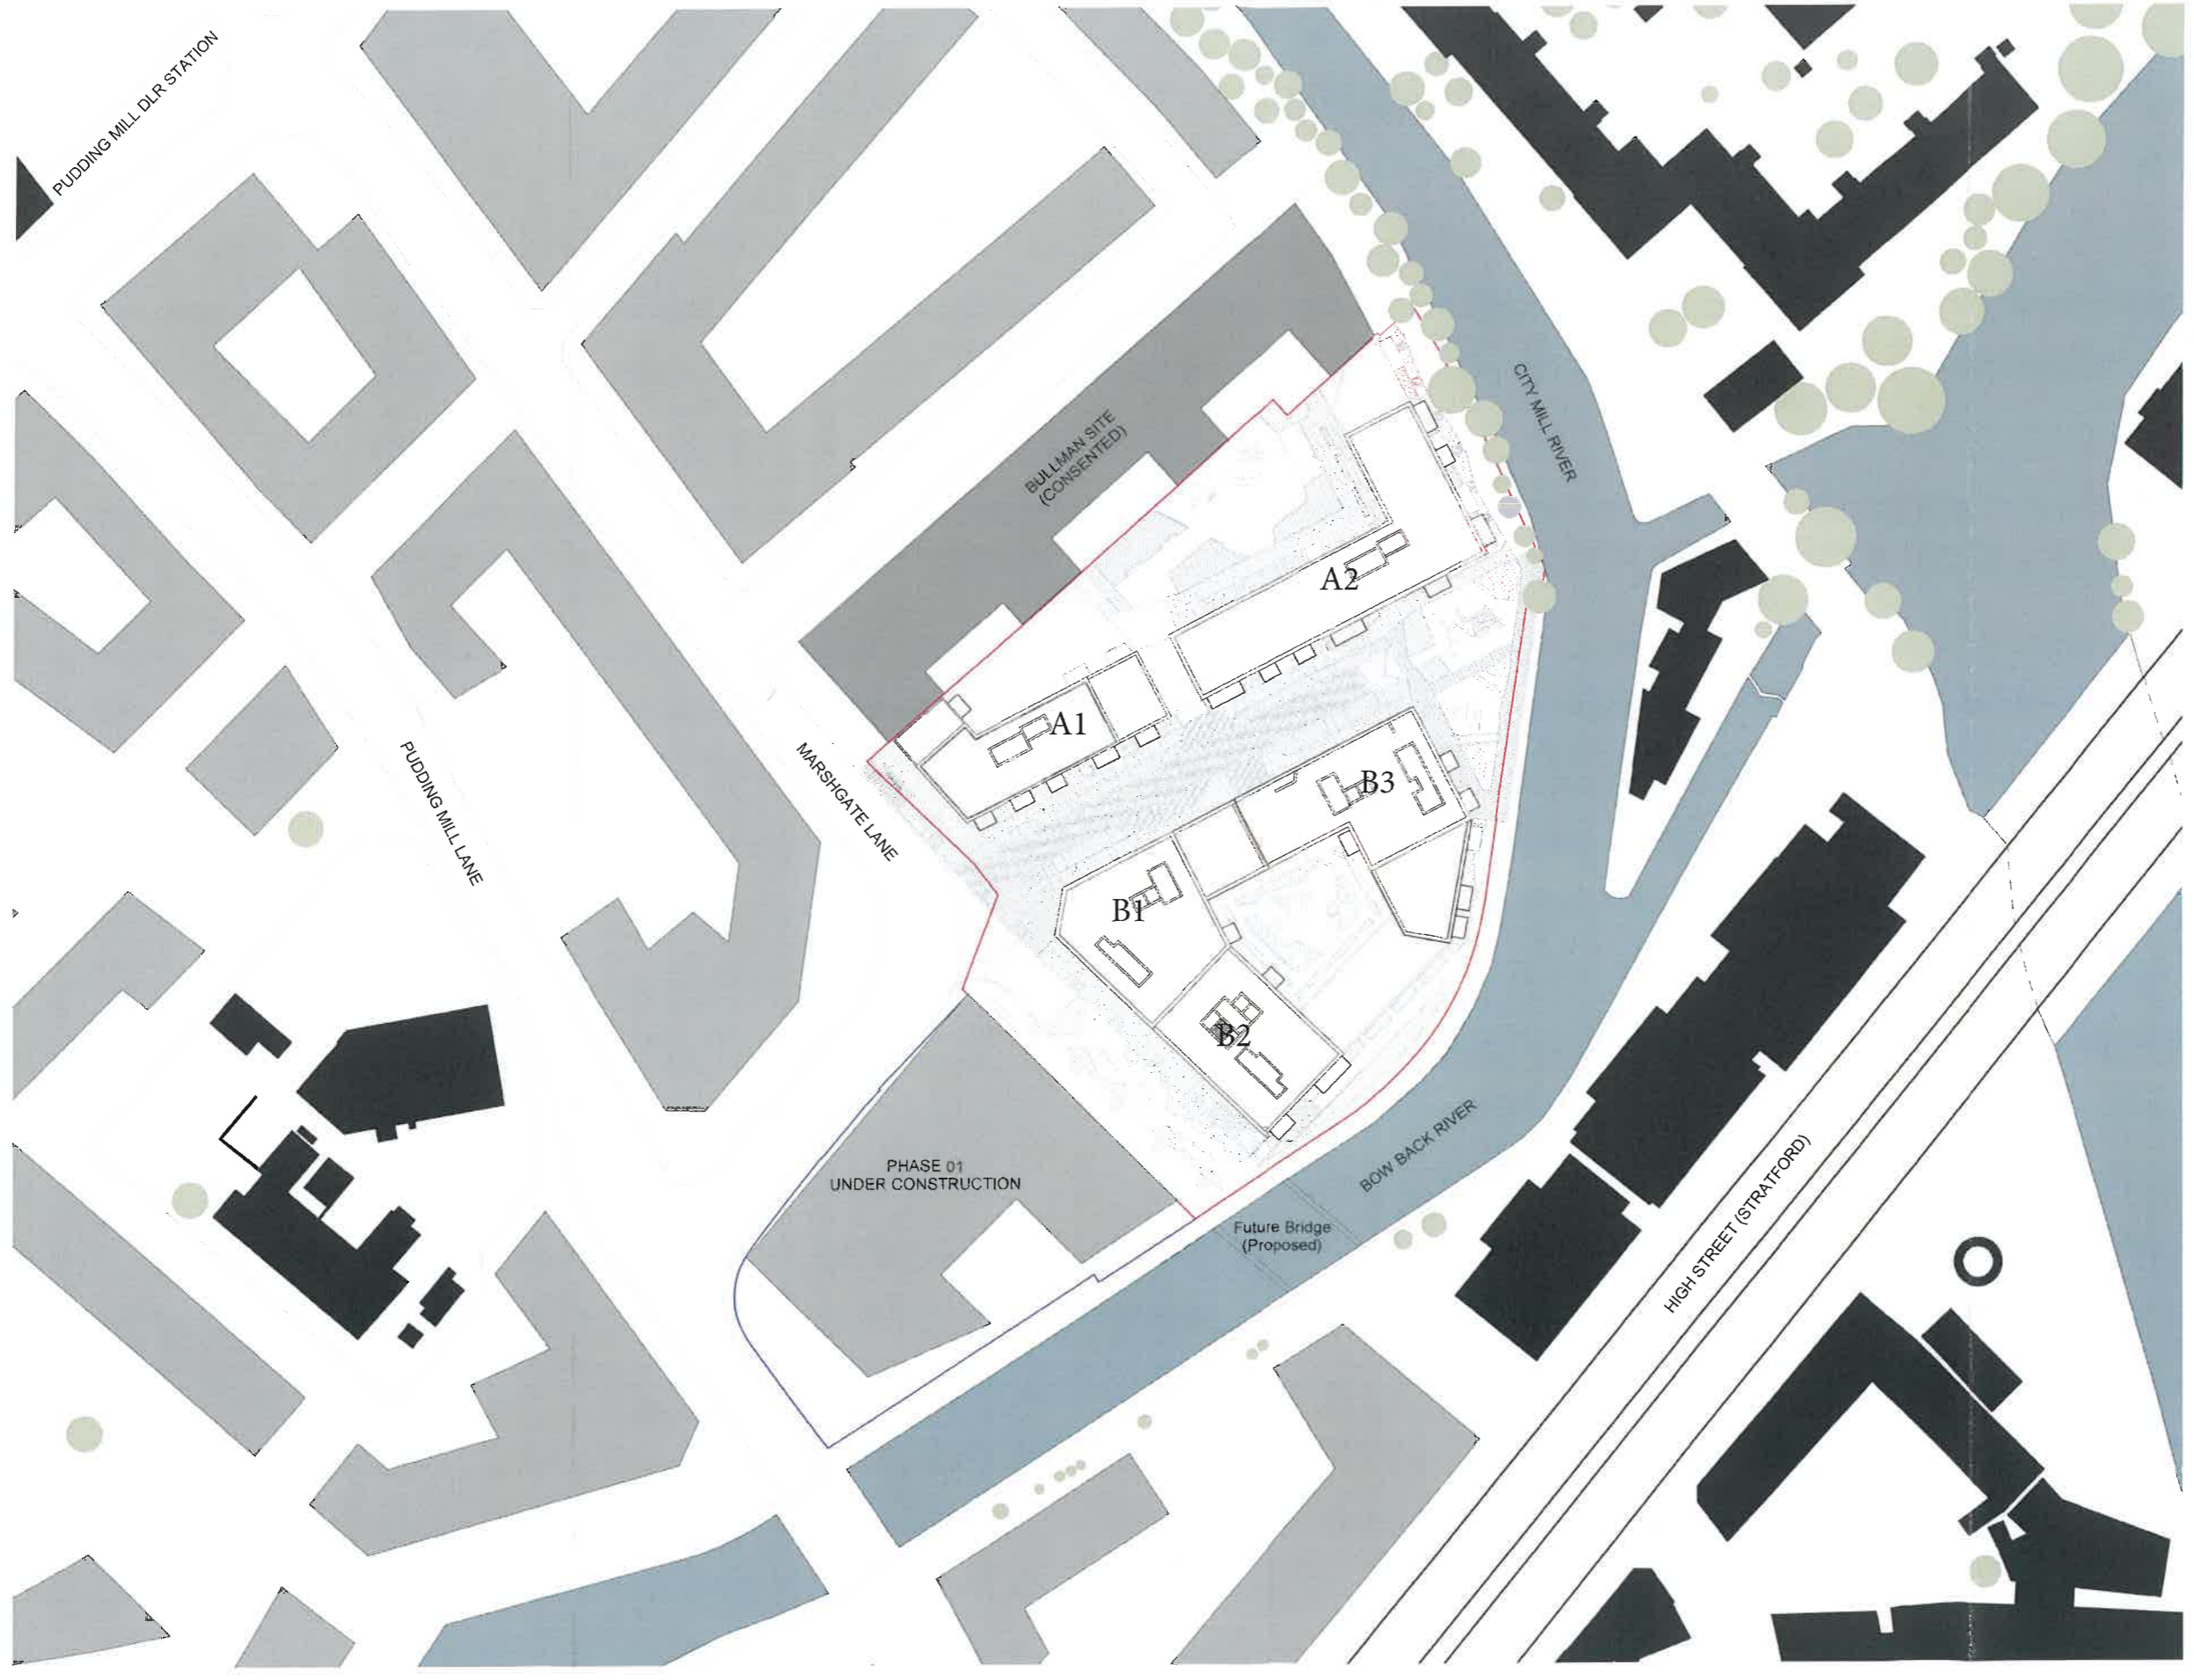 PUDDING MILL DLR STATION
CITY MILL RIVER
BULLMAN SITE
(CONSENTED)
A2
A1
MARSHGATE LANE
PUDDING MILL LANE
B3
B1
B2
PHASE 01
UNDER CONSTRUCTION
BOW BACK RIVER
HIGH STREET (STRATFORD)
Future Bridge
(Proposed)